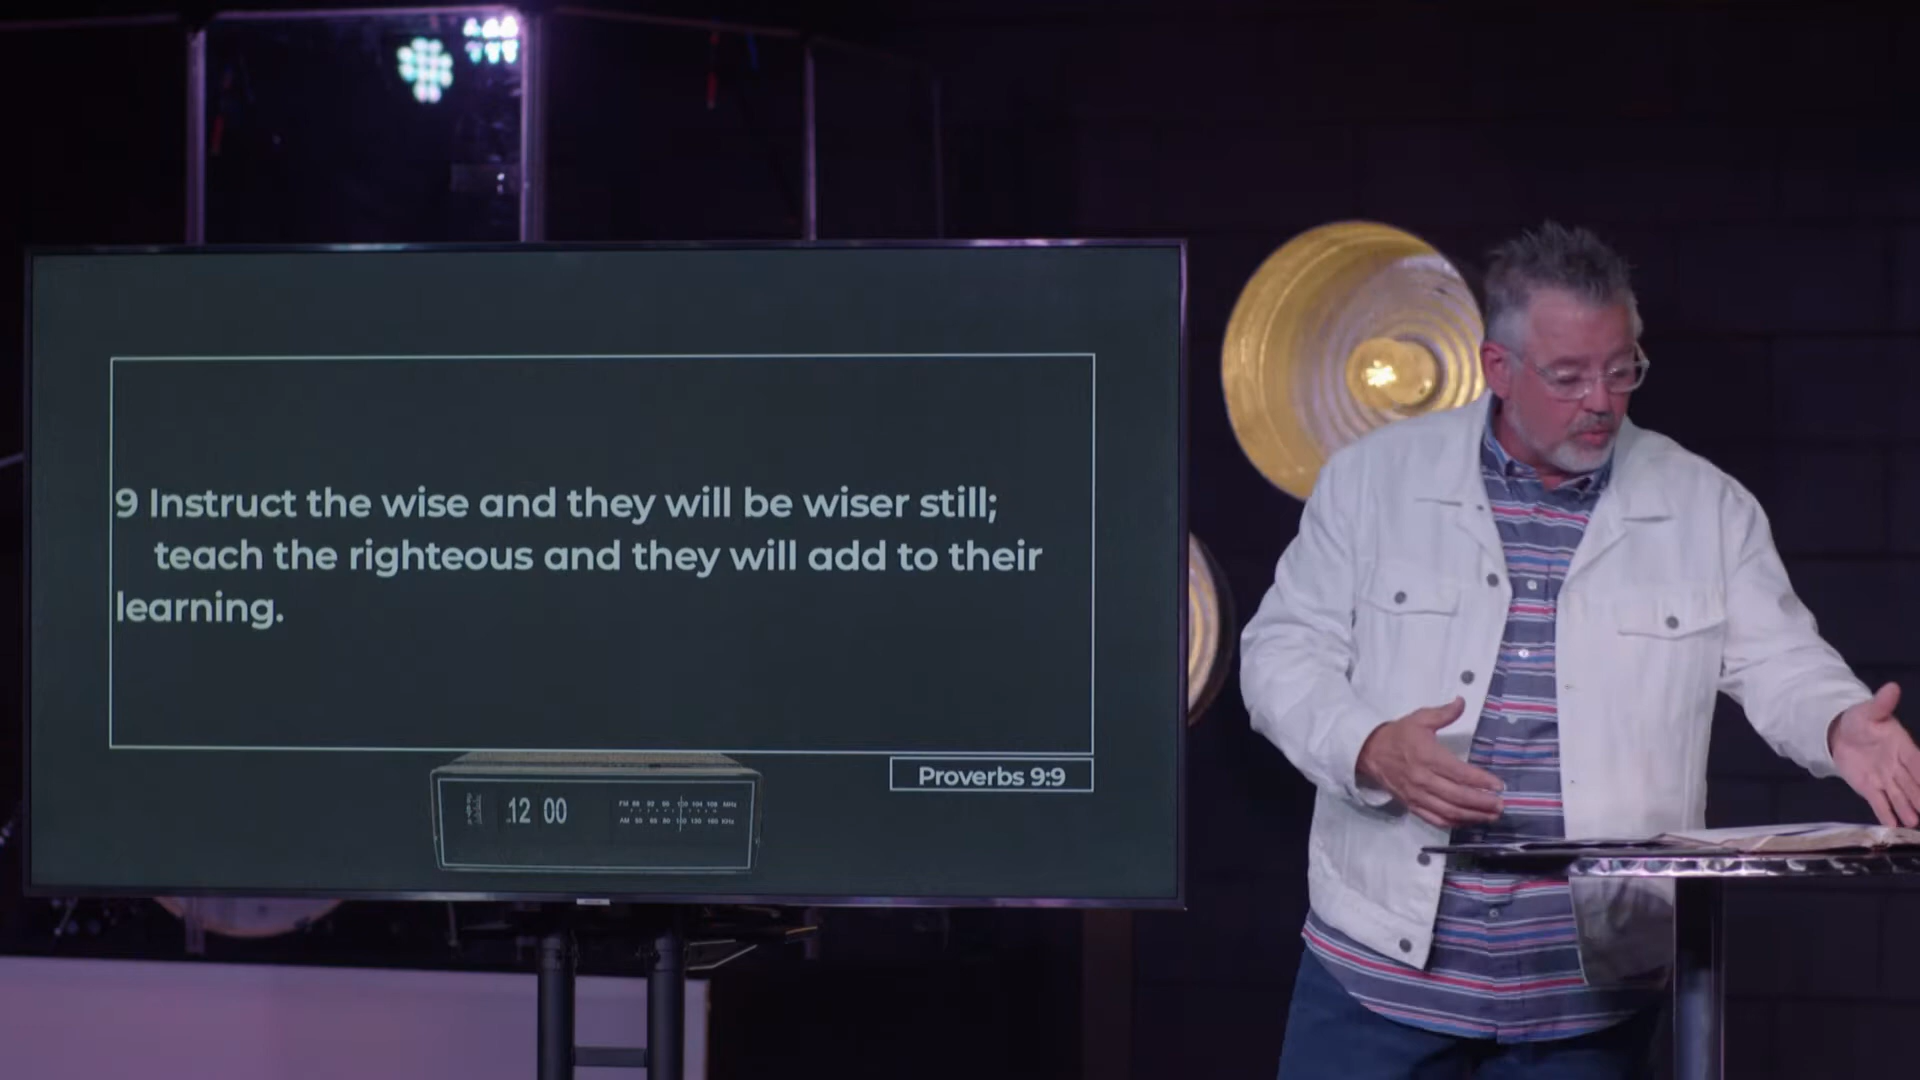 9 Instruct the wise and they will be wiser still;
teach the righteous and they will add to their
learning.
Proverbs 9:9
12 00